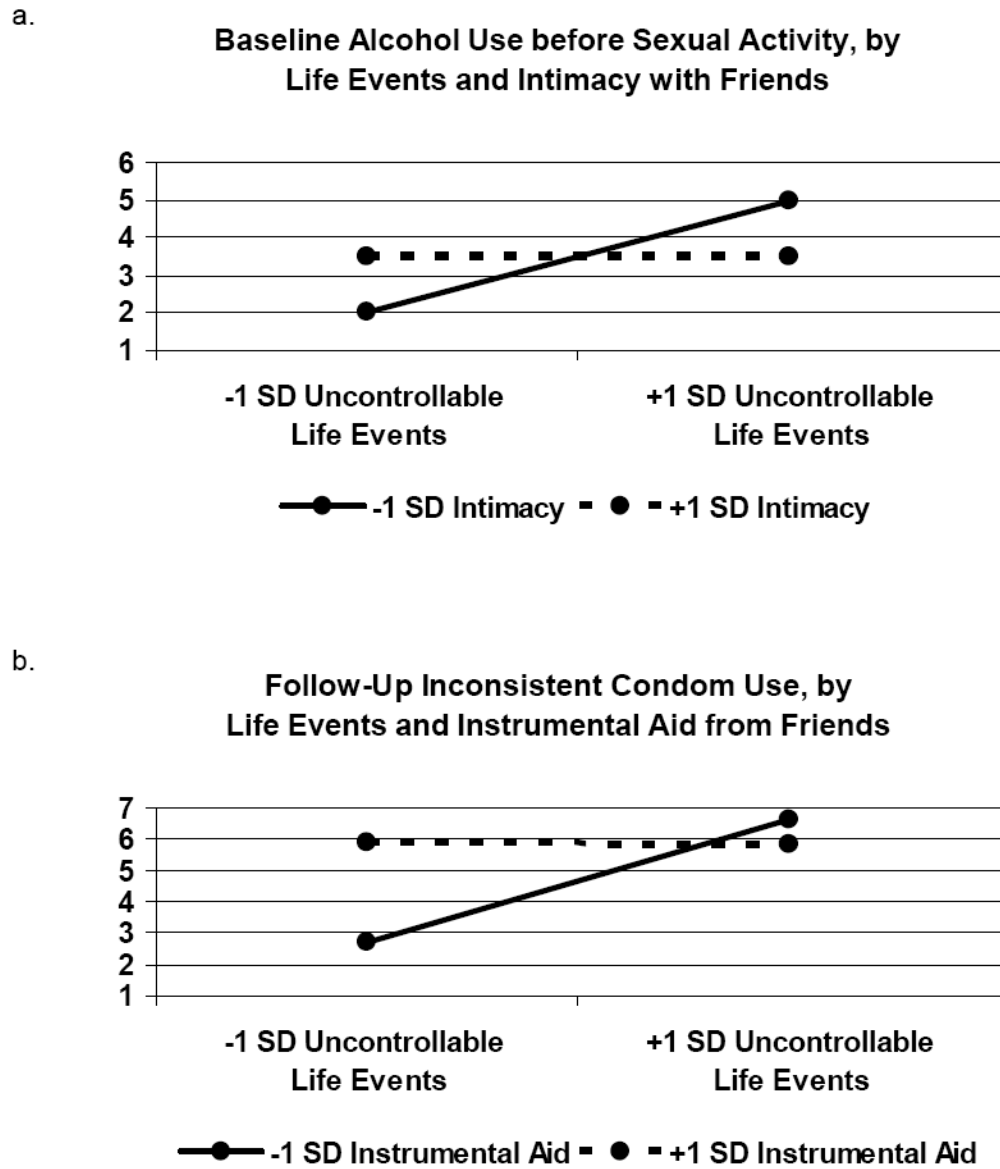 a.
Baseline Alcohol Use before Sexual Activity, by
Life Events and Intimacy with Friends
6
5
4
3
2
1
-1 SD Uncontrollable
Life Events
+1 SD Uncontrollable
Life Events
-1 SD Intimacy
+1 SD Intimacy
b.
Follow-Up Inconsistent Condom Use, by
Life Events and Instrumental Aid from Friends
7
6
5
4
3
2
1
-1 SD Uncontrollable
Life Events
+1 SD Uncontrollable
Life Events
-1 SD Instrumental Aid
+1 SD Instrumental Aid